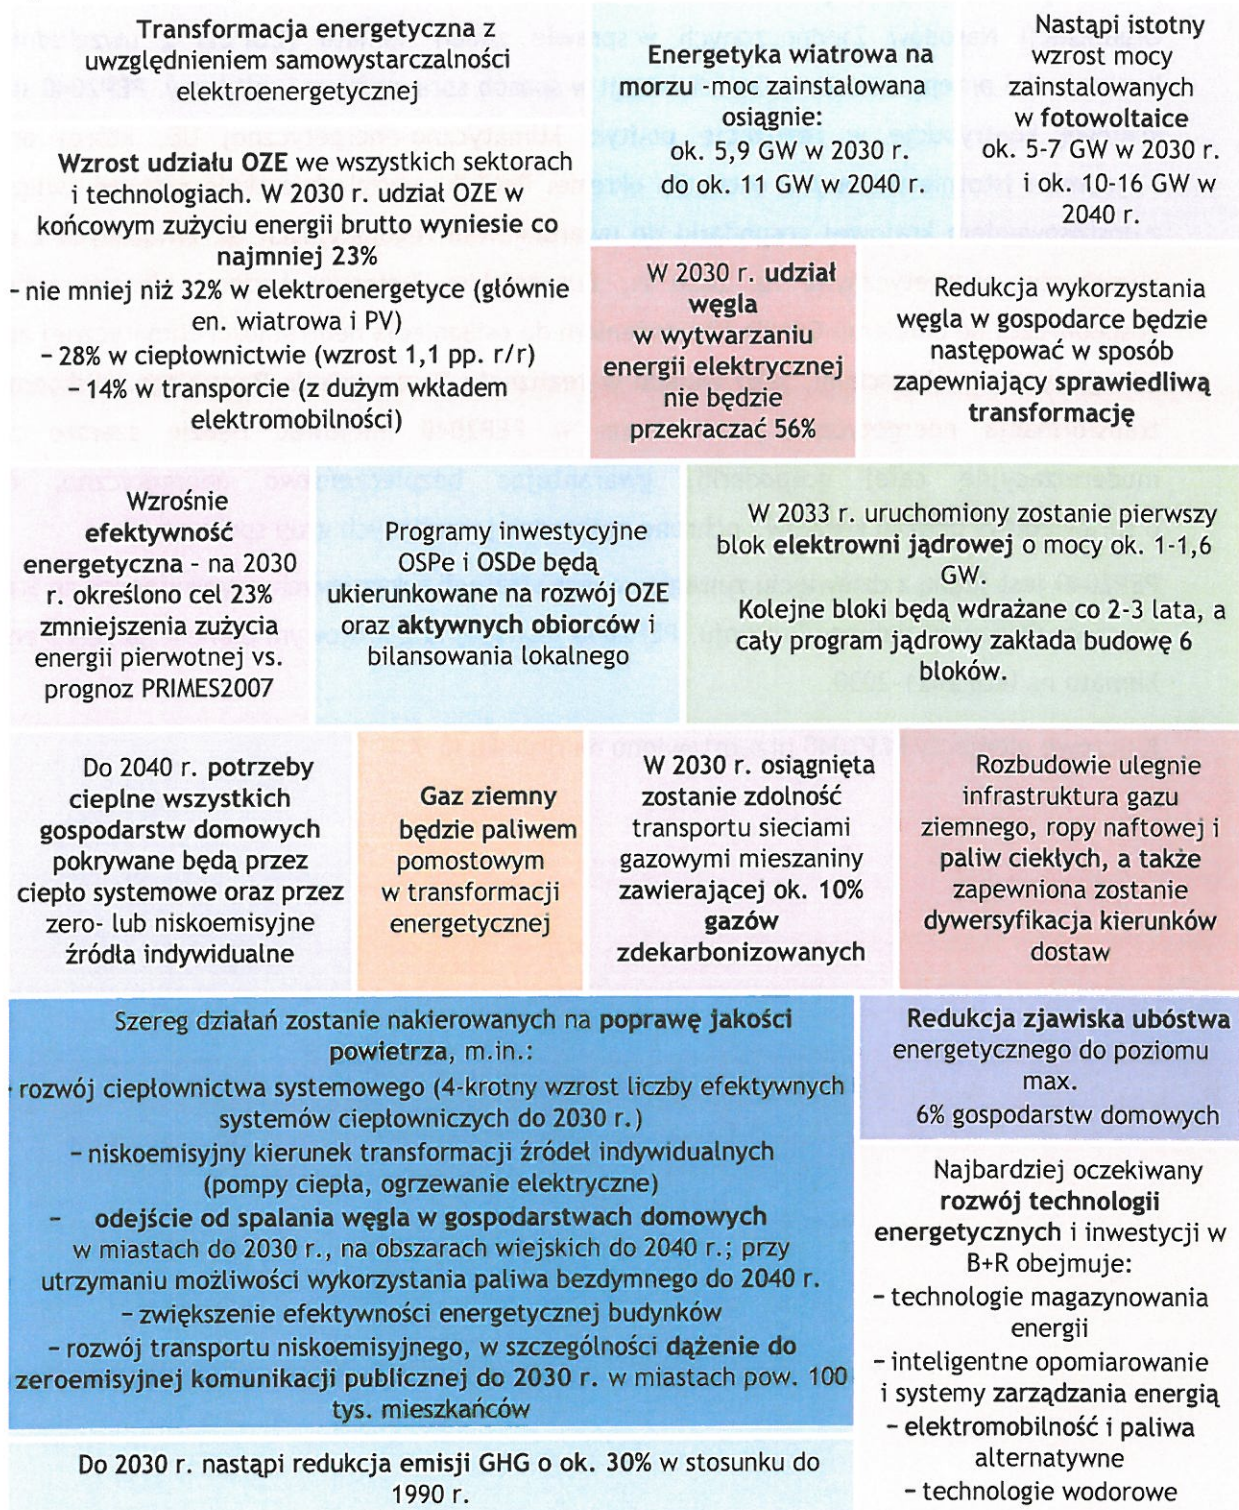 Transformacja energetyczna z
uwzględnieniem samowystarczalności
elektroenergetycznej
Wzrost udziału OZE we wszystkich sektorach
i technologiach. W 2030 r. udział OZE w
końcowym zużyciu energii brutto wyniesie co
najmniej 23%
– nie mniej niż 32% w elektroenergetyce (głównie
en. wiatrowa i PV)
– 28% w ciepłownictwie (wzrost 1,1 pp. r/r)
– 14% w transporcie (z dużym wkładem
elektromobilności)
Energetyka wiatrowa na
morzu -moc zainstalowana
osiągnie:
ok. 5,9 GW w 2030 r.
do ok. 11 GW w 2040 r.
Nastąpi istotny
wzrost mocy
zainstalowanych
w fotowoltaice
ok. 5-7 GW w 2030 r.
i ok. 10-16 GW w
2040 r.
W 2030 r. udział
węgla
w wytwarzaniu
energii elektrycznej
nie będzie
przekraczać 56%
Redukcja wykorzystania
węgla w gospodarce będzie
następować w sposób
zapewniający sprawiedliwą
transformację
Wzrośnie
efektywność
energetyczna - na 2030
r. określono cel 23%
zmniejszenia zużycia
energii pierwotnej vs.
prognoz PRIMES2007
Programy inwestycyjne
OSPe i OSDe będą
ukierunkowane na rozwój OZE
oraz aktywnych obiorców i
bilansowania lokalnego
W 2033 r. uruchomiony zostanie pierwszy
blok elektrowni jądrowej o mocy ok. 1-1,6
GW.
Kolejne bloki będą wdrażane co 2-3 lata, a
cały program jądrowy zakłada budowę 6
bloków.
Do 2040 r. potrzeby
cieplne wszystkich
gospodarstw domowych
pokrywane będą przez
ciepło systemowe oraz przez
zero- lub niskoemisyjne
źródła indywidualne
Gaz ziemny
będzie paliwem
pomostowym
w transformacji
energetycznej
W 2030 r. osiągnięta
zostanie zdolność
transportu sieciami
gazowymi mieszaniny
zawierającej ok. 10%
gazów
zdekarbonizowanych
Rozbudowie ulegnie
infrastruktura gazu
ziemnego, ropy naftowej i
paliw ciekłych, a także
zapewniona zostanie
dywersyfikacja kierunków
dostaw
Szereg działań zostanie nakierowanych na poprawę jakości
powietrza, m.in.:
– rozwój ciepłownictwa systemowego (4-krotny wzrost liczby efektywnych
systemów ciepłowniczych do 2030 r.)
– niskoemisyjny kierunek transformacji źródeł indywidualnych
(pompy ciepła, ogrzewanie elektryczne)
– odejście od spalania węgla w gospodarstwach domowych
w miastach do 2030 r., na obszarach wiejskich do 2040 r.; przy
utrzymaniu możliwości wykorzystania paliwa bezdymnego do 2040 r.
– zwiększenie efektywności energetycznej budynków
– rozwój transportu niskoemisyjnego, w szczególności dążenie do
zeroemisyjnej komunikacji publicznej do 2030 r. w miastach pow. 100
tys. mieszkańców
Redukcja zjawiska ubóstwa
energetycznego do poziomu
max.
6% gospodarstw domowych
Najbardziej oczekiwany
rozwój technologii
energetycznych i inwestycji w
B+R obejmuje:
– technologie magazynowania
energii
– inteligentne opomiarowanie
i systemy zarządzania energią
– elektromobilność i paliwa
alternatywne
– technologie wodorowe
Do 2030 r. nastąpi redukcja emisji GHG o ok. 30% w stosunku do
1990 r.